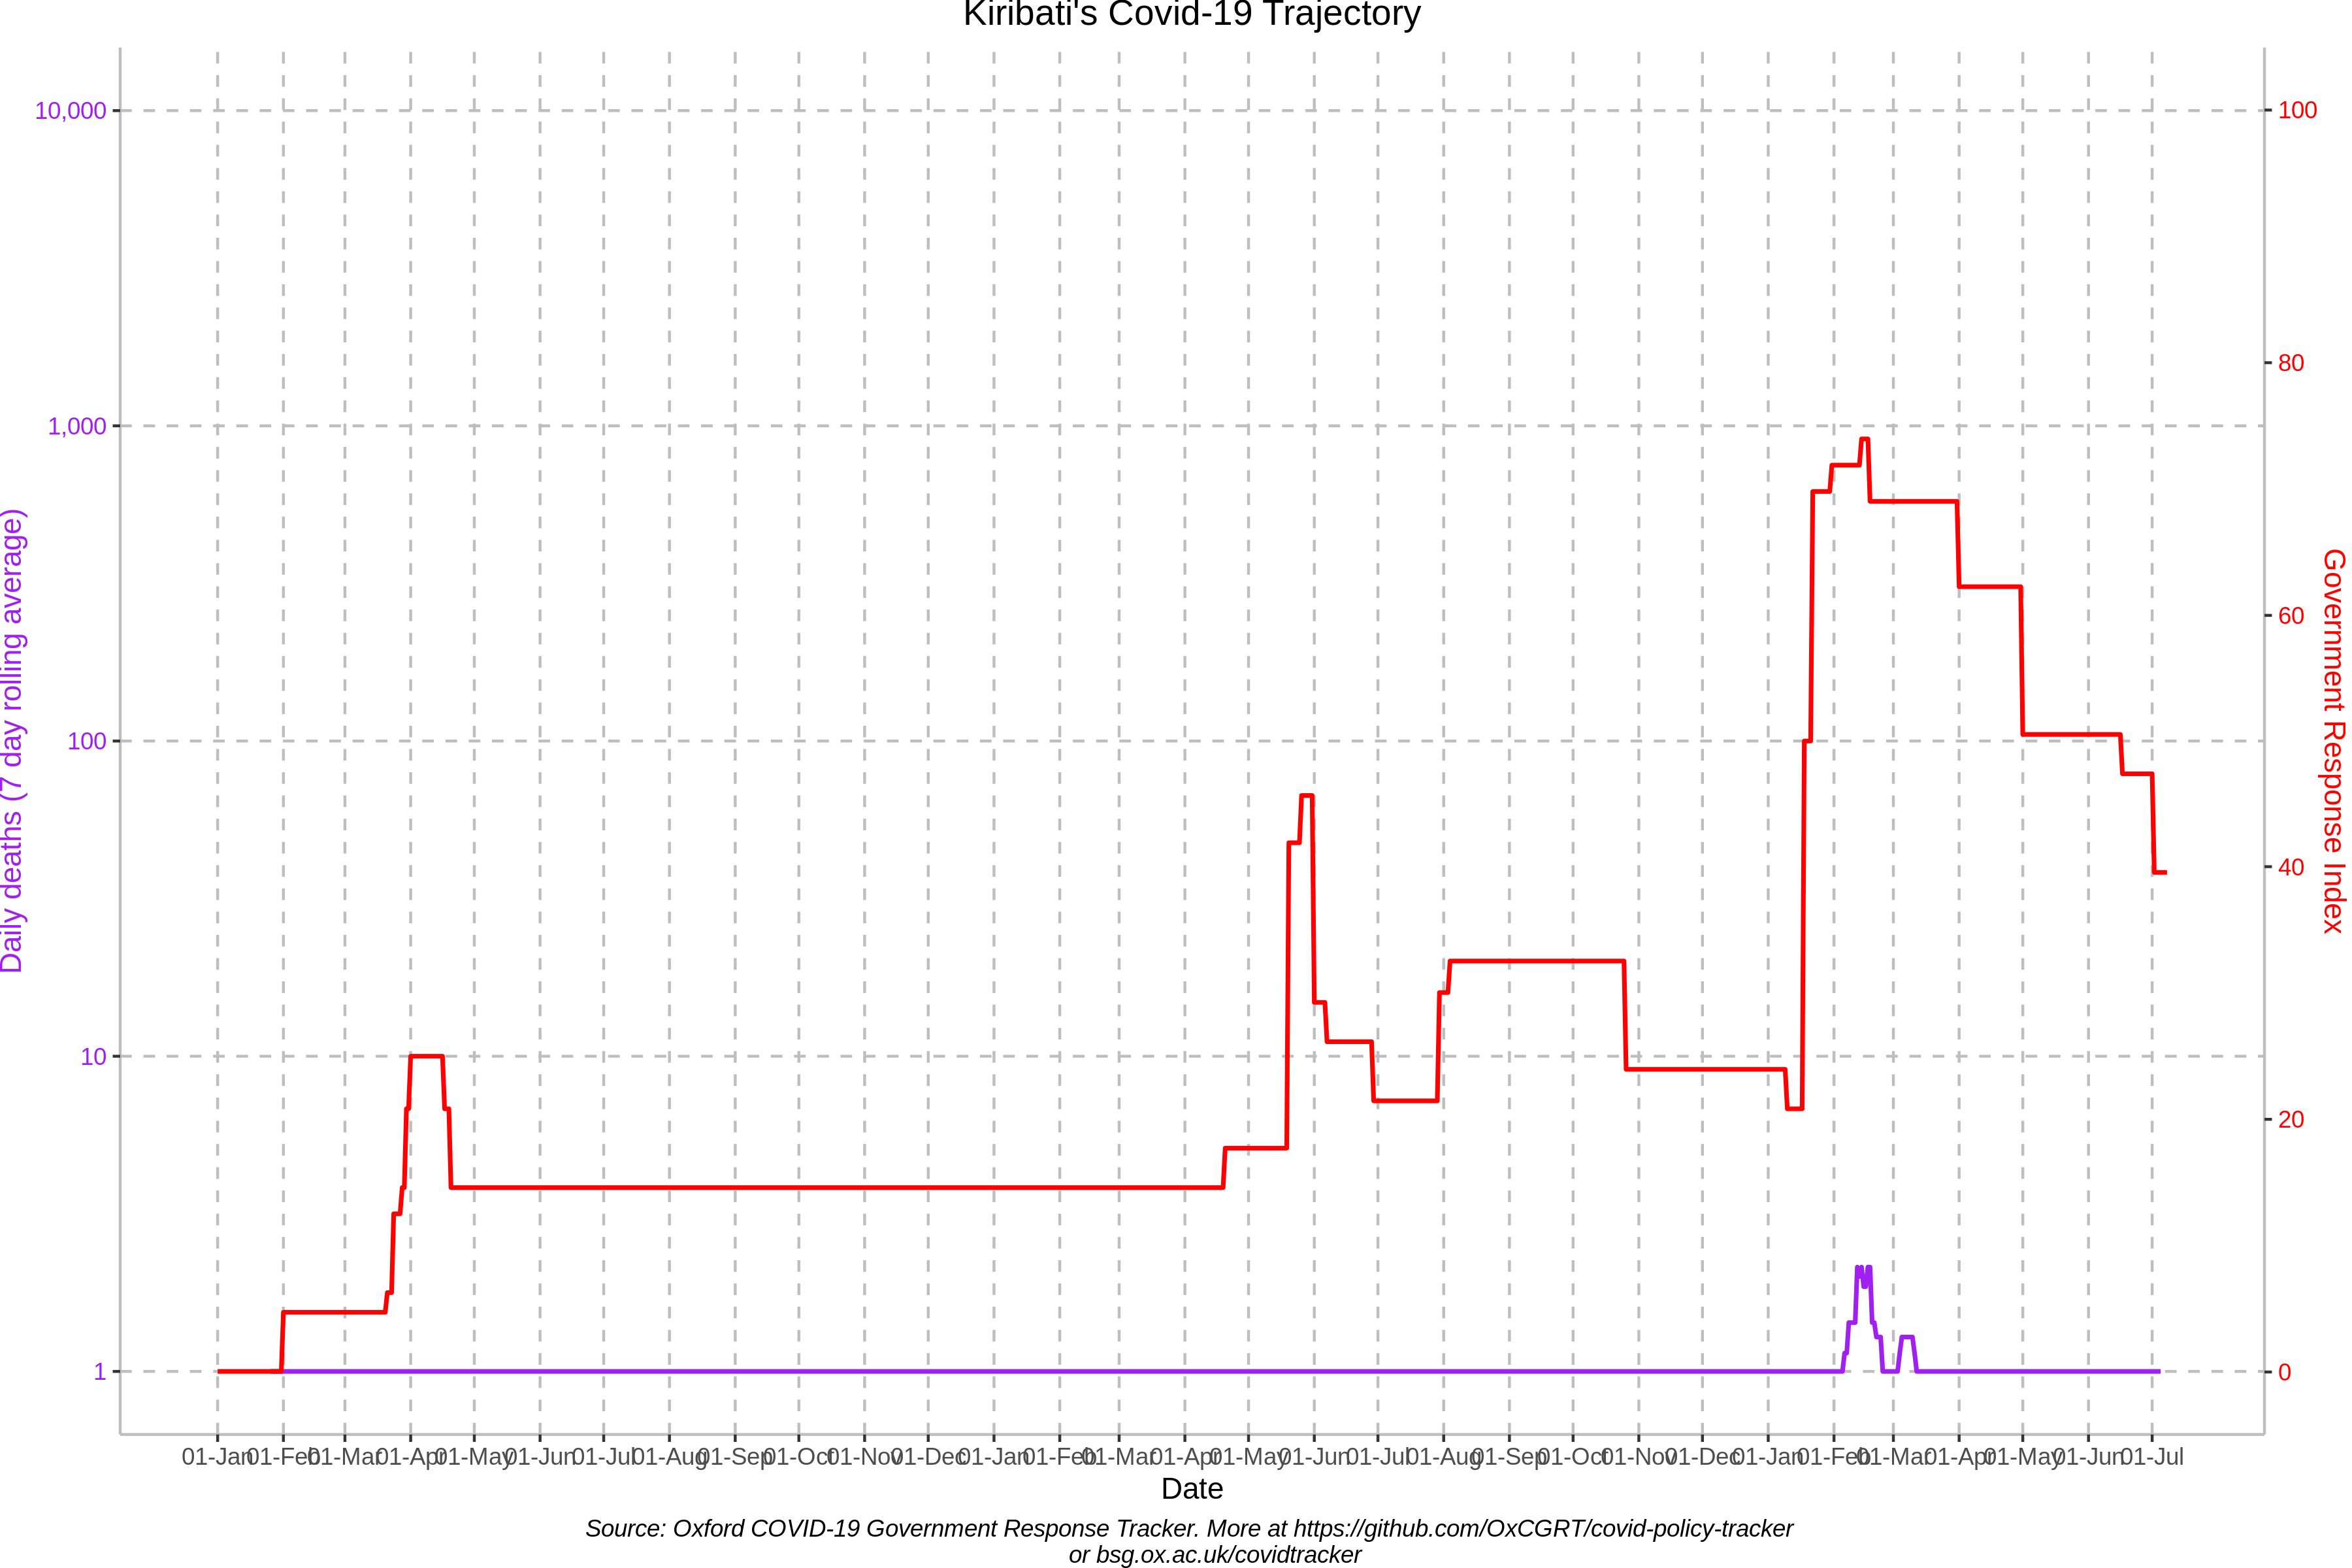 Kiribati's Covid-19 Trajectory
10,000
1,000
100
10
1
Daily deaths (7 day rolling average)
100
80
60
40
20
0
Government Response Index
01-Jan 01-Feb 01-Mar 01-Apr 01-May 01-Jun 01-Jul 01-Aug 01-Sep 01-Oct 01-Nov 01-Dec 01-Jan 01-Feb 01-Mar 01-Apr 01-May 01-Jun 01-Jul 01-Aug 01-Sep 01-Oct 01-Nov 01-Dec 01-Jan 01-Feb 01-Mar 01-Apr 01-May 01-Jun 01-Jul
Date
Source: Oxford COVID-19 Government Response Tracker. More at https://github.com/OxCGRT/covid-policy-tracker
or bsg.ox.ac.uk/covidtracker